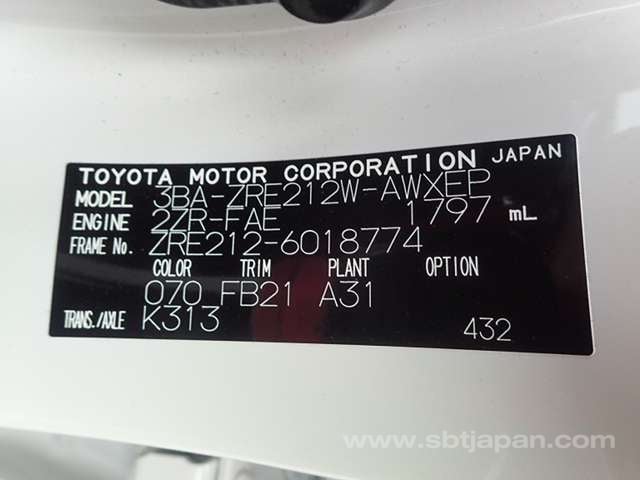 TOYOTA MOTOR CORPORATION JAPAN
MODEL 3BA-ZRE212W-AWXEP
ENGINE 2ZR-FAE 1797 mL
FRAME No. ZRE212-6018774
COLOR TRIM PLANT OPTION
070 FB21 A31
TRANS./AXLE K313
432
www.sbtjapan.com